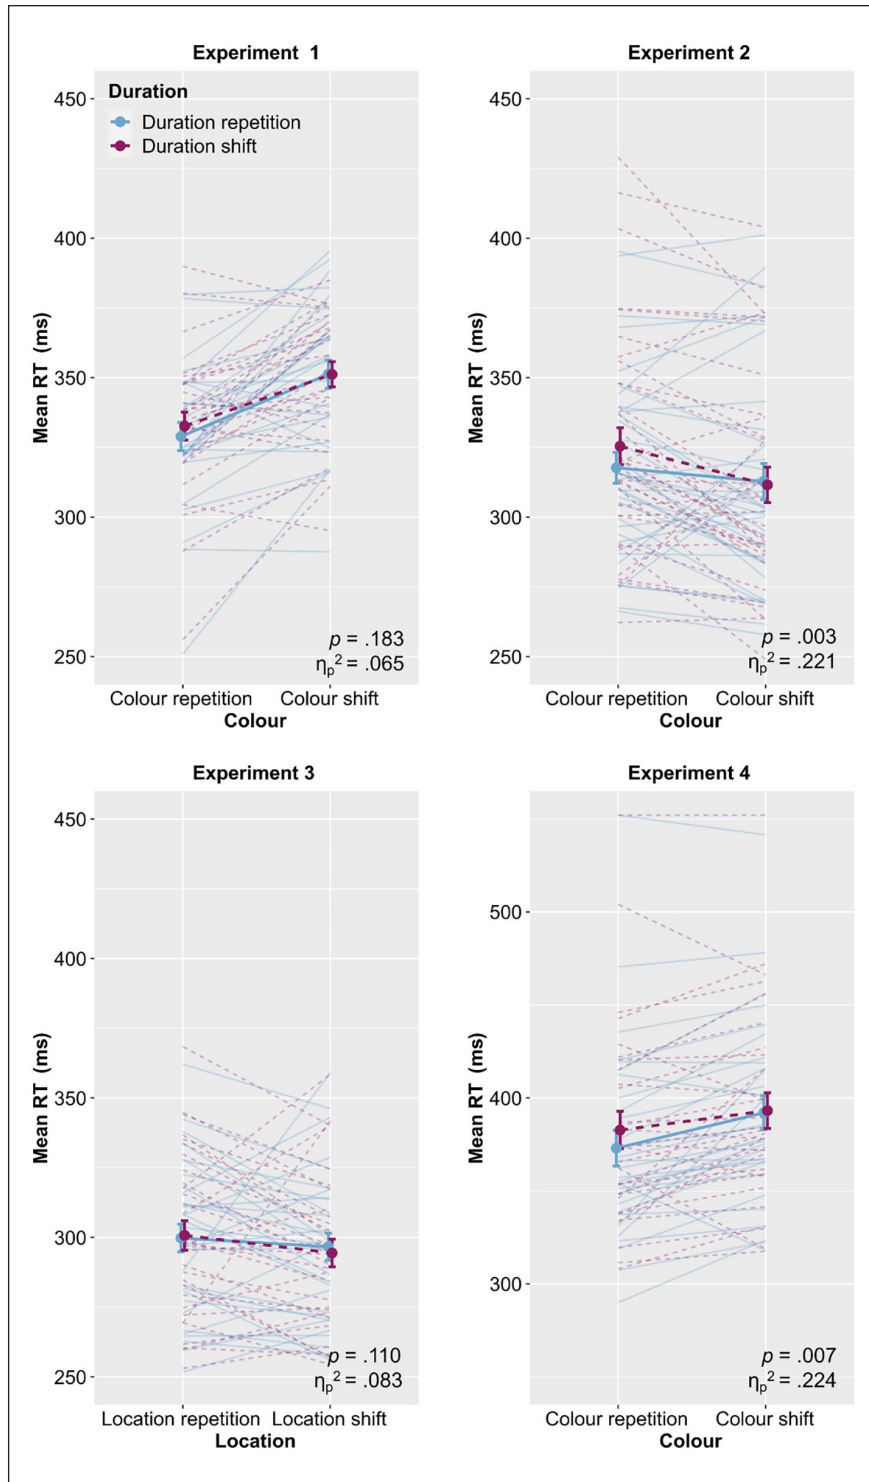 Experiment 1
Duration
Duration repetition
Duration shift
450
400
350
300
250
Mean RT (ms)
p = .183
ηp² = .065
Colour repetition Colour shift
Colour
Experiment 2
450
400
350
300
250
Mean RT (ms)
p = .003
ηp² = .221
Colour repetition Colour shift
Colour
Experiment 3
450
400
350
300
250
Mean RT (ms)
p = .110
ηp² = .083
Location repetition Location shift
Location
Experiment 4
500
400
300
Mean RT (ms)
p = .007
ηp² = .224
Colour repetition Colour shift
Colour